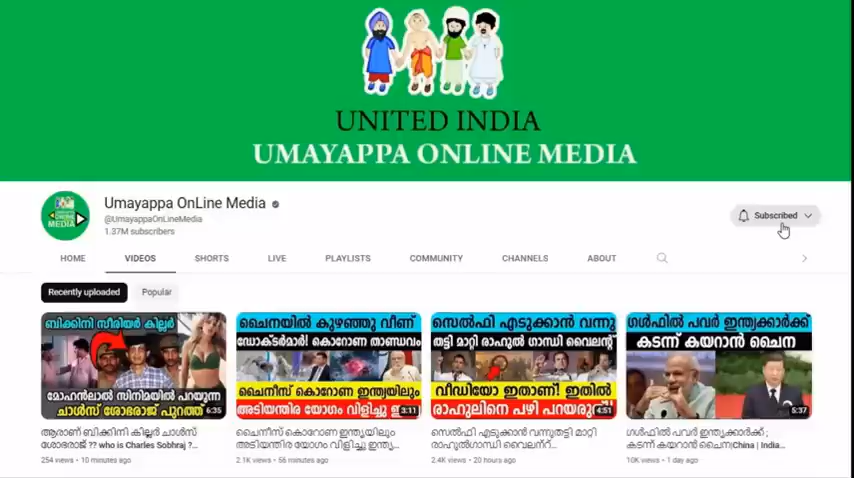 UNITED INDIA
UMAYAPPA ONLINE MEDIA
Umayappa OnLine Media
@UmayappaOnLineMedia
1.37M subscribers
Subscribed
HOME VIDEOS SHORTS LIVE PLAYLISTS COMMUNITY CHANNELS ABOUT
Recently uploaded Popular
ബിക്കിനി സീരിയർ കില്ലർ
മോഹൻലാൽ സിനിമയിൽ പറയുന്ന
ചാൾസ് ശോഭരാജ് പുറത്ത്
6:35
ആരാണ് ബിക്കിനി കില്ലർ ചാൾസ്
ശോഭരാജ് ?? who is Charles Sobhraj ?...
254 views • 10 minutes ago
ചൈനയിൽ കുഴഞ്ഞു വീണ്
ഡോക്ടർമാർ! കൊറോണ താണ്ഡവം
ചൈനീസ് കൊറോണ ഇന്ത്യയിലും
അടിയന്തിര യോഗം വിളിച്ചു
3:11
ചൈനീസ് കൊറോണ ഇന്ത്യയിലും
അടിയന്തിര യോഗം വിളിച്ചു ഇന്ത്യ...
2.1K views • 56 minutes ago
സെൽഫി എടുക്കാൻ വന്നു
തട്ടി മാറ്റി രാഹുൽ ഗാന്ധി വൈലന്റ്
വീഡിയോ ഇതാണ്! ഇതിൽ
രാഹുലിനെ പഴി പറയരുത്
4:51
സെൽഫി എടുക്കാൻ വന്നുതട്ടി മാറ്റി
രാഹുൽഗാന്ധി വൈലന്റ്...
2.4K views • 20 hours ago
ഗൾഫിൽ പവർ ഇന്ത്യക്കാർക്ക്
കടന്ന് കയറാൻ ചൈന
5:37
ഗൾഫിൽ പവർ ഇന്ത്യക്കാർക്ക് ;
കടന്ന് കയറാൻ ചൈന|China | India...
10K views • 1 day ago